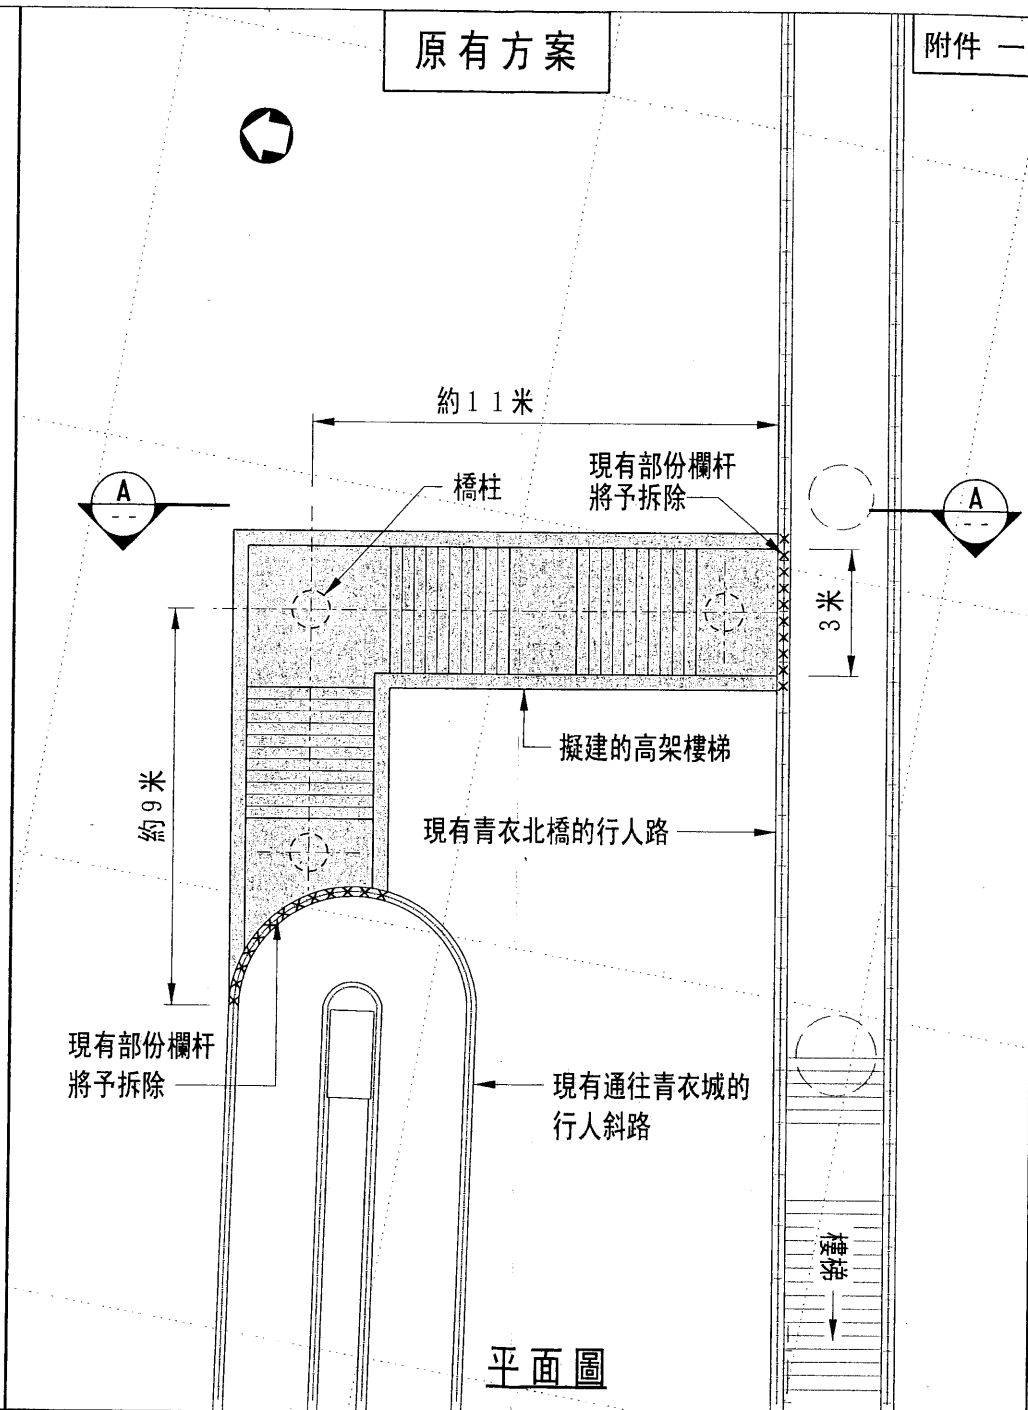 原有方案
附件 一
約11米
現有部份欄杆
將予拆除
橋柱
A
A
3米
擬建的高架樓梯
約9米
現有青衣北橋的行人路
現有部份欄杆
將予拆除
現有通往青衣城的
行人斜路
樓梯
平面圖